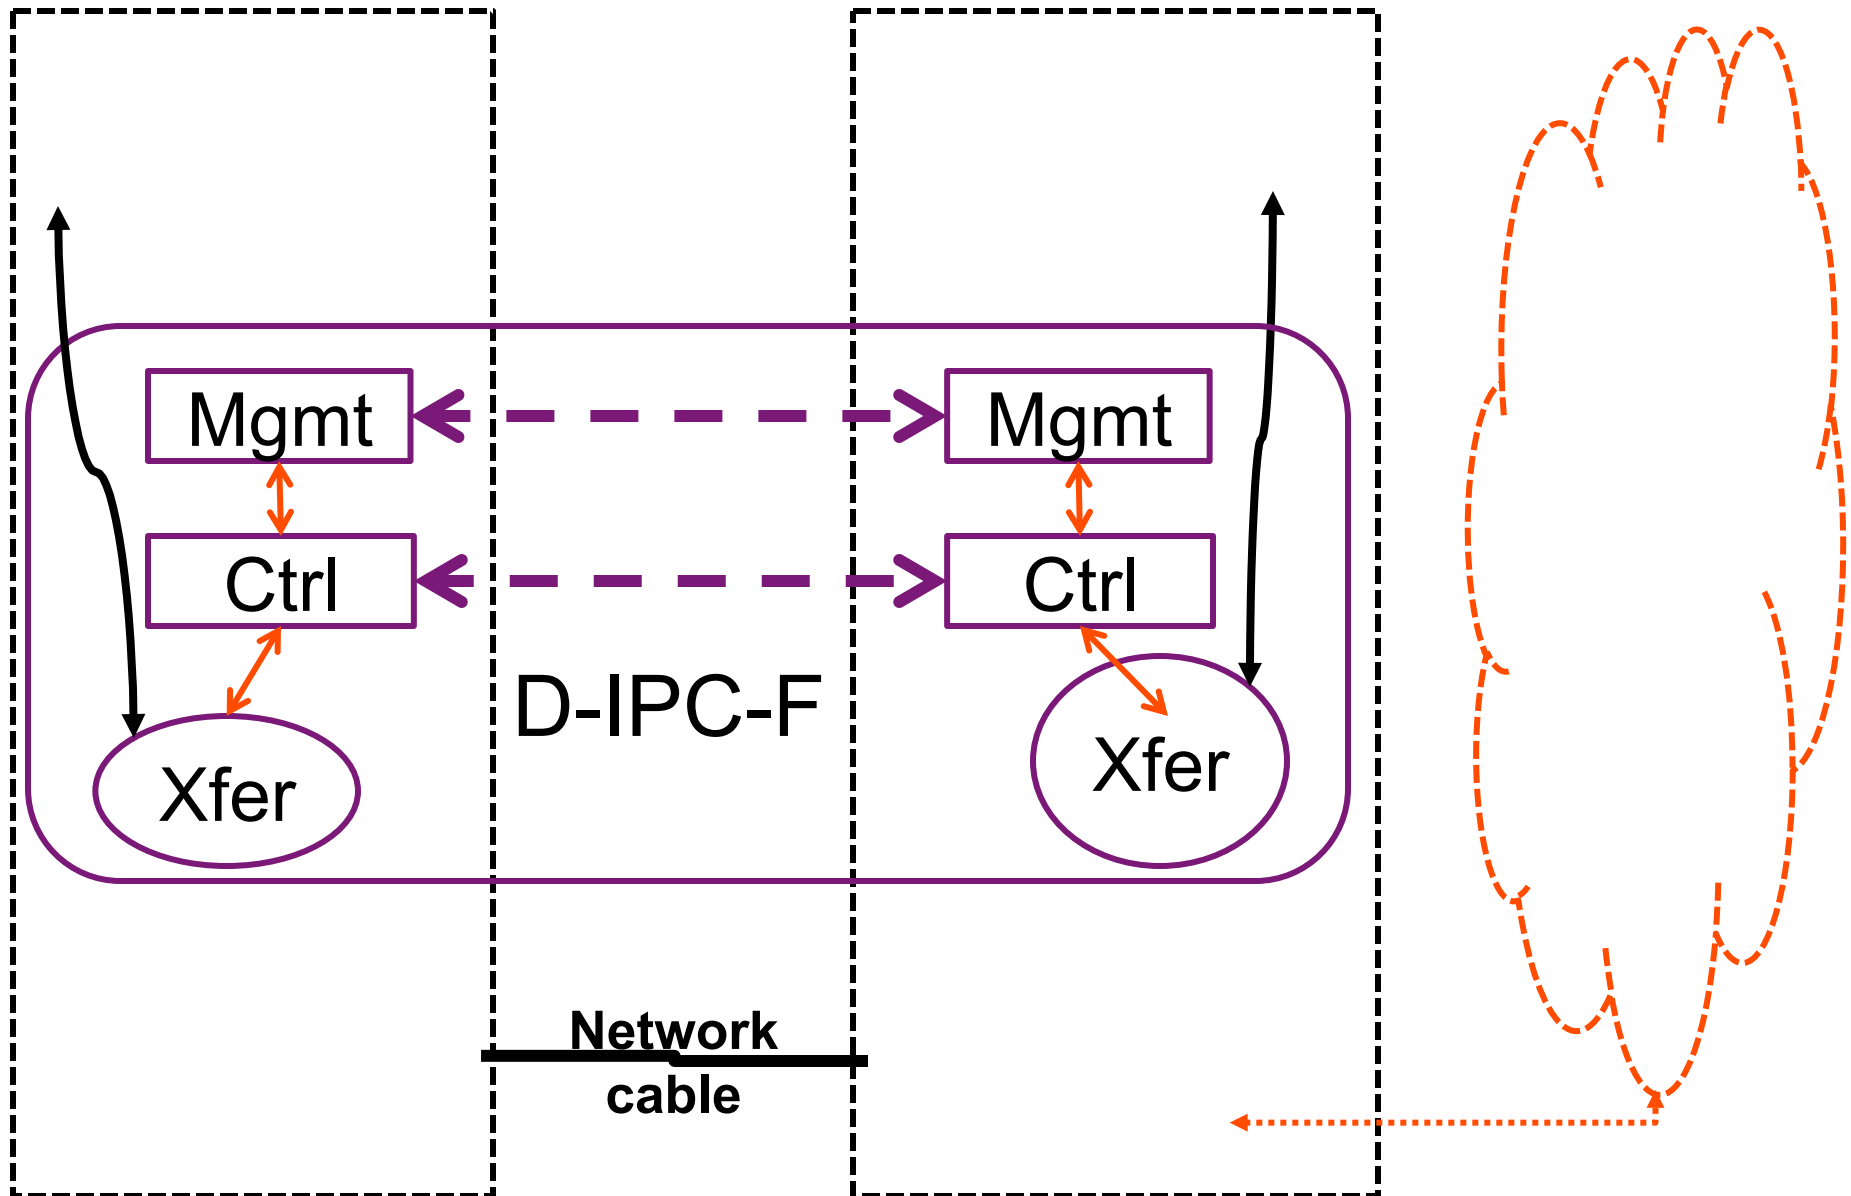 Mgmt
Mgmt
Ctrl
Ctrl
D-IPC-F
Xfer
Xfer
Network
cable